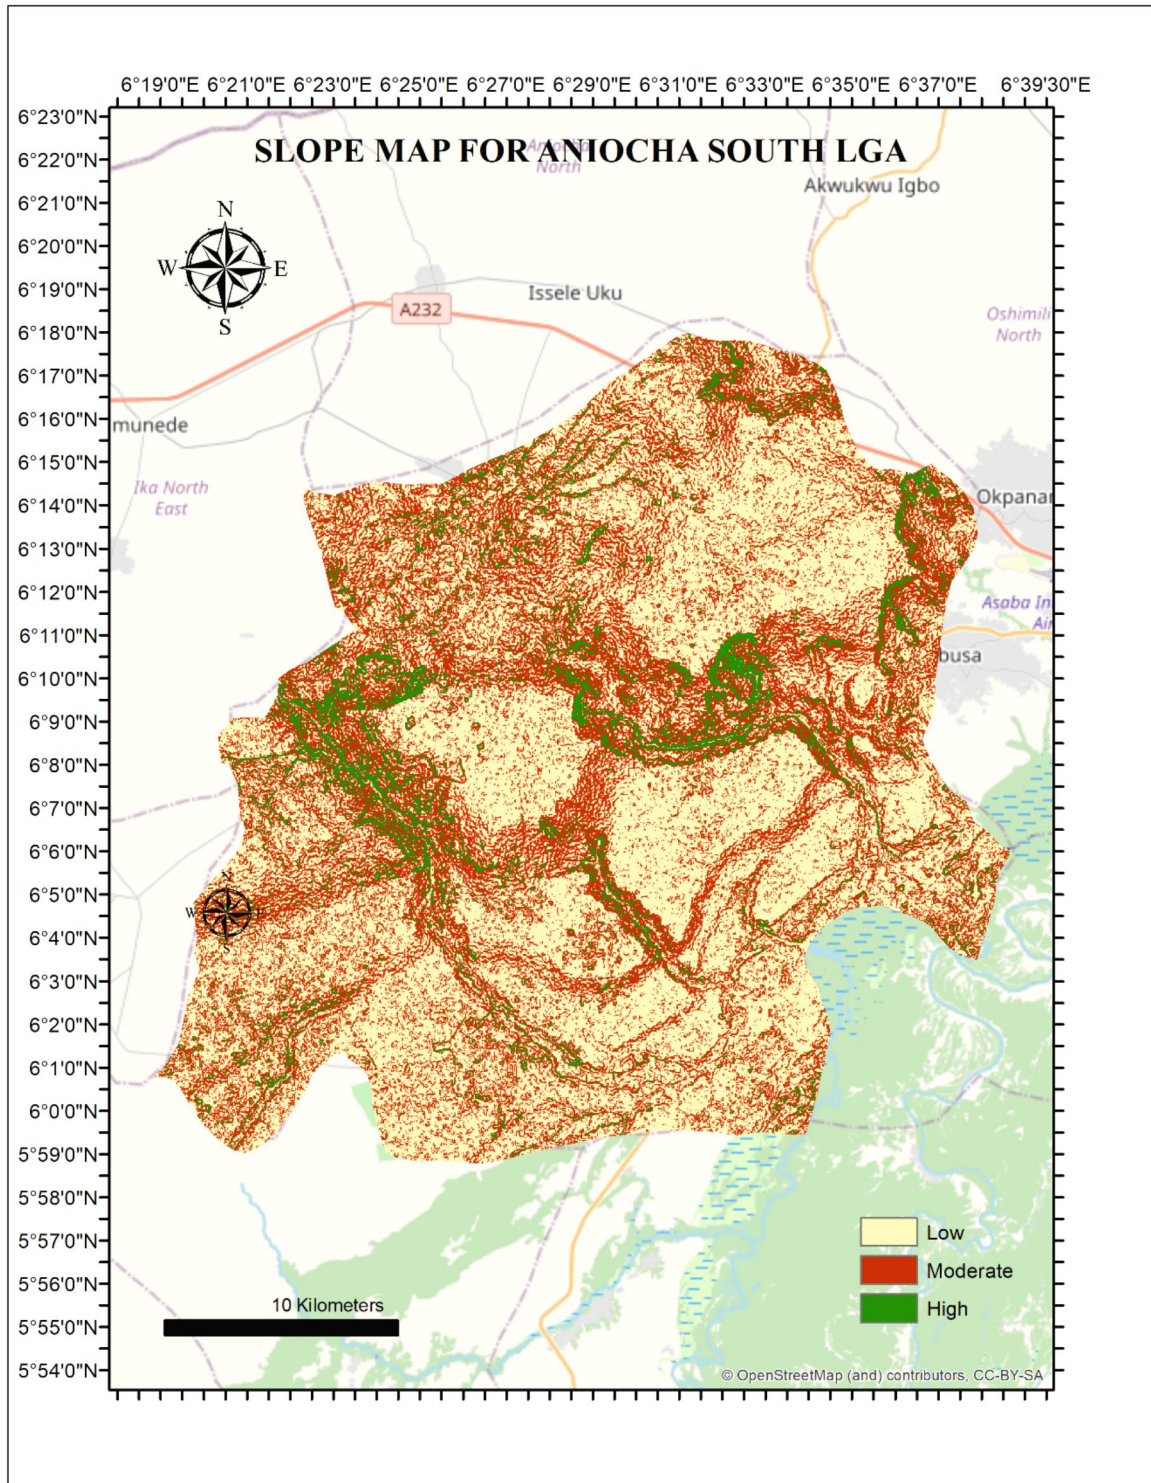 6°19'0"E 6°21'0"E 6°23'0"E 6°25'0"E 6°27'0"E 6°29'0"E 6°31'0"E 6°33'0"E 6°35'0"E 6°37'0"E 6°39'30"E
6°23'0"N
SLOPE MAP FOR ANIOCHA SOUTH LGA
Aniocha
North
6°22'0"N
Akwukwu Igbo
6°21'0"N
N
6°20'0"N
W E
6°19'0"N
Issele Uku
A232
S
Oshimili
North
6°18'0"N
6°17'0"N
6°16'0"N
munede
6°15'0"N
Ika North
East
Okpanar
6°14'0"N
6°13'0"N
6°12'0"N
Asaba In
Air
6°11'0"N
busa
6°10'0"N
6°9'0"N
6°8'0"N
6°7'0"N
6°6'0"N
6°5'0"N
N
W E
S
6°4'0"N
6°3'0"N
6°2'0"N
6°1'0"N
6°0'0"N
5°59'0"N
5°58'0"N
Low
5°57'0"N
Moderate
5°56'0"N
High
10 Kilometers
5°55'0"N
5°54'0"N
© OpenStreetMap (and) contributors, CC-BY-SA